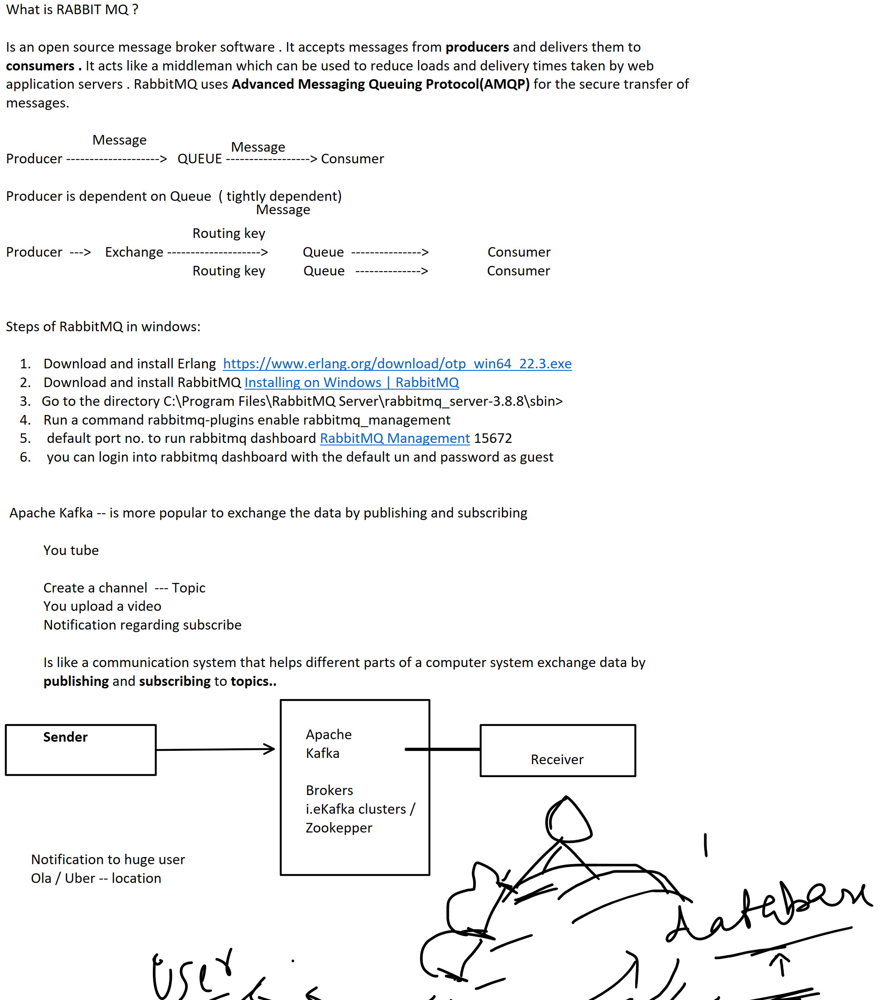 What is RABBIT MQ ?
Is an open source message broker software . It accepts messages from producers and delivers them to
consumers . It acts like a middleman which can be used to reduce loads and delivery times taken by web
application servers . RabbitMQ uses Advanced Messaging Queuing Protocol(AMQP) for the secure transfer of
messages.
Message
Message
Producer --------------------> QUEUE ------------------> Consumer
Producer is dependent on Queue ( tightly dependent)
Message
Routing key
Producer ---> Exchange --------------------> Queue ---------------> Consumer
Routing key Queue --------------> Consumer
Steps of RabbitMQ in windows:
1. Download and install Erlang https://www.erlang.org/download/otp_win64_22.3.exe
2. Download and install RabbitMQ Installing on Windows | RabbitMQ
3. Go to the directory C:\Program Files\RabbitMQ Server\rabbitmq_server-3.8.8\sbin>
4. Run a command rabbitmq-plugins enable rabbitmq_management
5. default port no. to run rabbitmq dashboard RabbitMQ Management 15672
6. you can login into rabbitmq dashboard with the default un and password as guest
Apache Kafka -- is more popular to exchange the data by publishing and subscribing
You tube
Create a channel --- Topic
You upload a video
Notification regarding subscribe
Is like a communication system that helps different parts of a computer system exchange data by
publishing and subscribing to topics..
Sender
Apache
Kafka
Receiver
Brokers
i.eKafka clusters /
Zookepper
Notification to huge user
Ola / Uber -- location
database
User